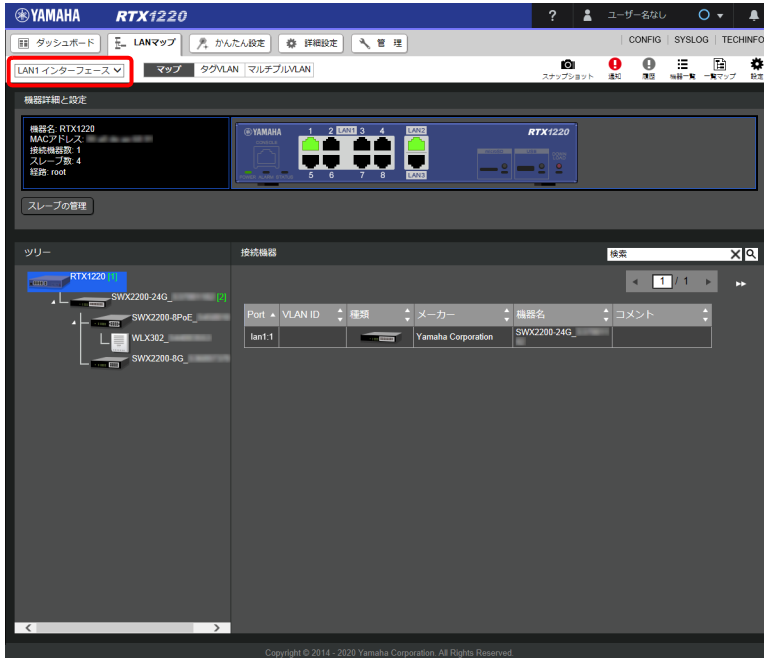 YAMAHA RTX1220 ? ユーザー名なし
ダッシュボード LANマップ かんたん設定 詳細設定 管理 CONFIG SYSLOG TECHINFO
LAN1 インターフェース マップ タグVLAN マルチプルVLAN スナップショット 通知 履歴 機器一覧 一覧マップ 設定
機器詳細と設定
機器名: RTX1220
MACアドレス:
接続機器数: 1
スレーブ数: 4
経路: root
YAMAHA 1 2 LAN1 3 4 LAN2 RTX1220
CONSOLE
POWER ALARM STATUS 5 6 7 8 LAN3
スレーブの管理
ツリー
RTX1220 [1]
SWX2200-24G_ [2]
SWX2200-8PoE_
WLX302_
SWX2200-8G_
接続機器 検索
1 / 1
Port VLAN ID 種類 メーカー 機器名 コメント
lan1:1 Yamaha Corporation SWX2200-24G_
Copyright © 2014 - 2020 Yamaha Corporation. All Rights Reserved.